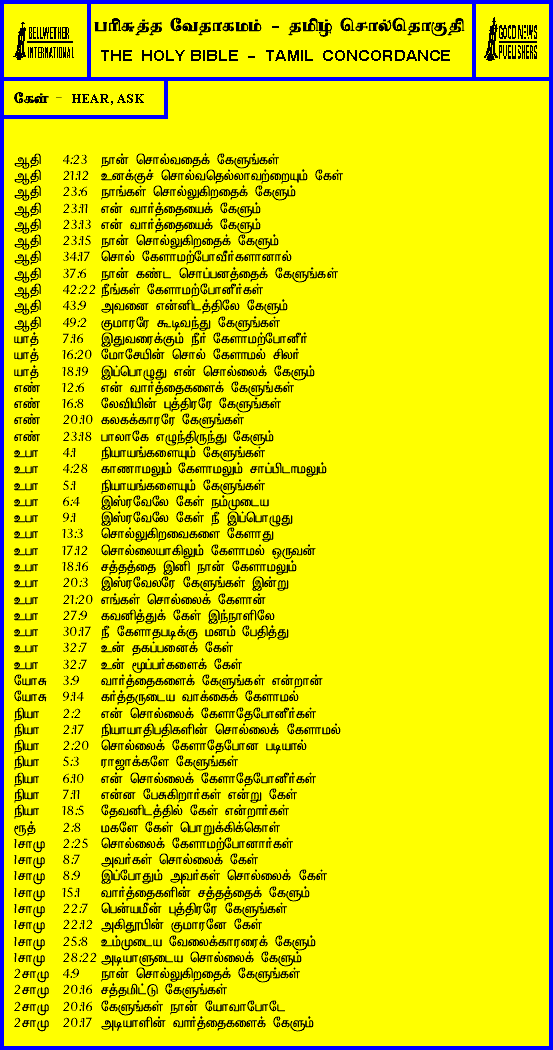 BELLWETHER
INTERNATIONAL
பரிசுத்த வேதாகமம் - தமிழ் சொல்தொகுதி
THE HOLY BIBLE - TAMIL CONCORDANCE
GOOD NEWS
PUBLISHERS
கேள் - HEAR, ASK
ஆதி 4:23 நான் சொல்வதைக் கேளுங்கள்
ஆதி 21:12 உனக்குச் சொல்வதெல்லாவற்றையும் கேள்
ஆதி 23:6 நாங்கள் சொல்லுகிறதைக் கேளும்
ஆதி 23:11 என் வார்த்தையைக் கேளும்
ஆதி 23:13 என் வார்த்தையைக் கேளும்
ஆதி 23:15 நான் சொல்லுகிறதைக் கேளும்
ஆதி 34:17 சொல் கேளாமற்போவீர்களானால்
ஆதி 37:6 நான் கண்ட சொப்பனத்தைக் கேளுங்கள்
ஆதி 42:22 நீங்கள் கேளாமற்போனீர்கள்
ஆதி 43:9 அவனை என்னிடத்திலே கேளும்
ஆதி 49:2 குமாரரே கூடிவந்து கேளுங்கள்
யாத் 7:16 இதுவரைக்கும் நீர் கேளாமற்போனீர்
யாத் 16:20 மோசேயின் சொல் கேளாமல் சிலர்
யாத் 18:19 இப்பொழுது என் சொல்லைக் கேளும்
எண் 12:6 என் வார்த்தைகளைக் கேளுங்கள்
எண் 16:8 லேவியின் புத்திரரே கேளுங்கள்
எண் 20:10 கலகக்காரரே கேளுங்கள்
எண் 23:18 பாலாகே எழுந்திருந்து கேளும்
உபா 4:1 நியாயங்களையும் கேளுங்கள்
உபா 4:28 காணாமலும் கேளாமலும் சாப்பிடாமலும்
உபா 5:1 நியாயங்களையும் கேளுங்கள்
உபா 6:4 இஸ்ரவேலே கேள் நம்முடைய
உபா 9:1 இஸ்ரவேலே கேள் நீ இப்பொழுது
உபா 13:3 சொல்லுகிறவைகளை கேளாது
உபா 17:12 சொல்லையாகிலும் கேளாமல் ஒருவன்
உபா 18:16 சத்தத்தை இனி நான் கேளாமலும்
உபா 20:3 இஸ்ரவேலரே கேளுங்கள் இன்று
உபா 21:20 எங்கள் சொல்லைக் கேளான்
உபா 27:9 கவனித்துக் கேள் இந்நாளிலே
உபா 30:17 நீ கேளாதபடிக்கு மனம் பேதித்து
உபா 32:7 உன் தகப்பனைக் கேள்
உபா 32:7 உன் மூப்பர்களைக் கேள்
யோசு 3:9 வார்த்தைகளைக் கேளுங்கள் என்றான்
யோசு 9:14 கர்த்தருடைய வாக்கைக் கேளாமல்
நியா 2:2 என் சொல்லைக் கேளாதேபோனீர்கள்
நியா 2:17 நியாயாதிபதிகளின் சொல்லைக் கேளாமல்
நியா 2:20 சொல்லைக் கேளாதேபோன படியால்
நியா 5:3 ராஜாக்களே கேளுங்கள்
நியா 6:10 என் சொல்லைக் கேளாதேபோனீர்கள்
நியா 7:11 என்ன பேசுகிறார்கள் என்று கேள்
நியா 18:5 தேவனிடத்தில் கேள் என்றார்கள்
ரூத் 2:8 மகளே கேள் பொறுக்கிக்கொள்
1சாமு 2:25 சொல்லைக் கேளாமற்போனார்கள்
1சாமு 8:7 அவர்கள் சொல்லைக் கேள்
1சாமு 8:9 இப்போதும் அவர்கள் சொல்லைக் கேள்
1சாமு 15:1 வார்த்தைகளின் சத்தத்தைக் கேளும்
1சாமு 22:7 பென்யமீன் புத்திரரே கேளுங்கள்
1சாமு 22:12 அகிதூபின் குமாரனே கேள்
1சாமு 25:8 உம்முடைய வேலைக்காரரைக் கேளும்
1சாமு 28:22 அடியாளுடைய சொல்லைக் கேளும்
2சாமு 4:9 நான் சொல்லுகிறதைக் கேளுங்கள்
2சாமு 20:16 சத்தமிட்டு கேளுங்கள்
2சாமு 20:16 கேளுங்கள் நான் யோவாபோடே
2சாமு 20:17 அடியாளின் வார்த்தைகளைக் கேளும்